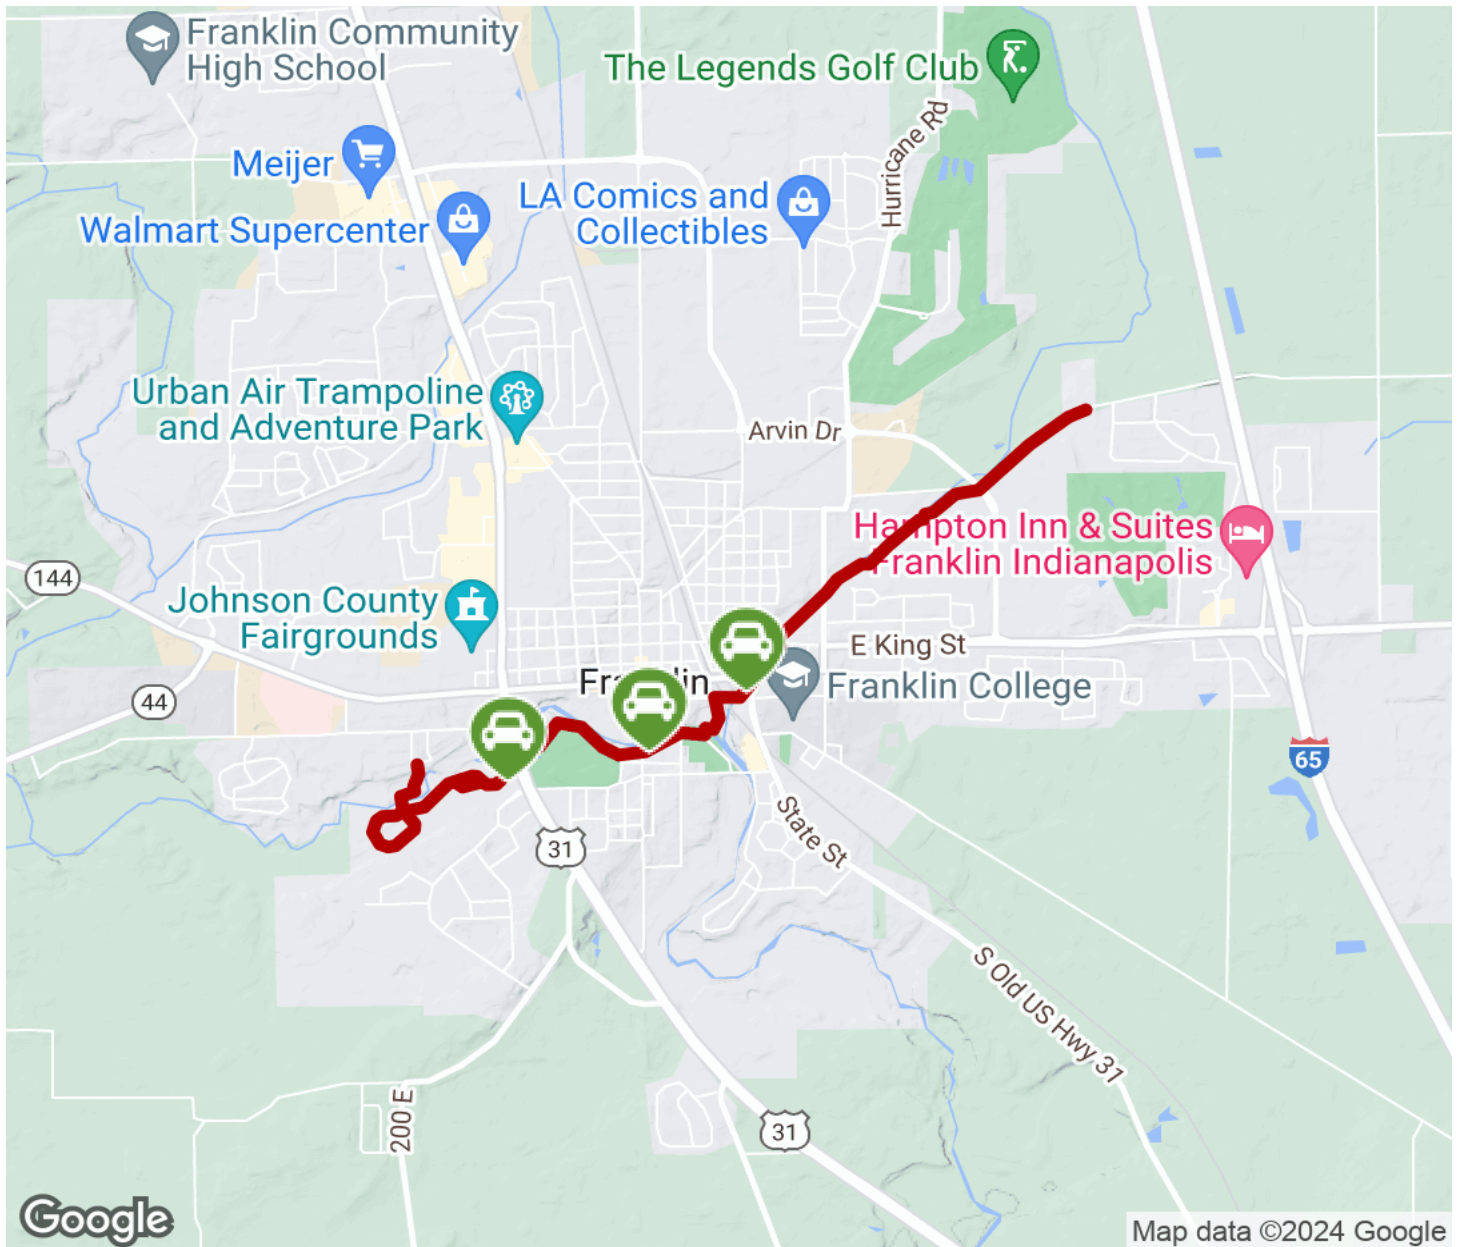 Franklin Community
High School
The Legends Golf Club
Meijer
Hurricane Rd
LA Comics and
Collectibles
Walmart Supercenter
Urban Air Trampoline
and Adventure Park
Arvin Dr
Hampton Inn & Suites
Franklin Indianapolis
144
Johnson County
Fairgrounds
E King St
Franklin
Franklin College
44
65
State St
31
S Old US Hwy 31
200 E
31
Google
Map data ©2024 Google